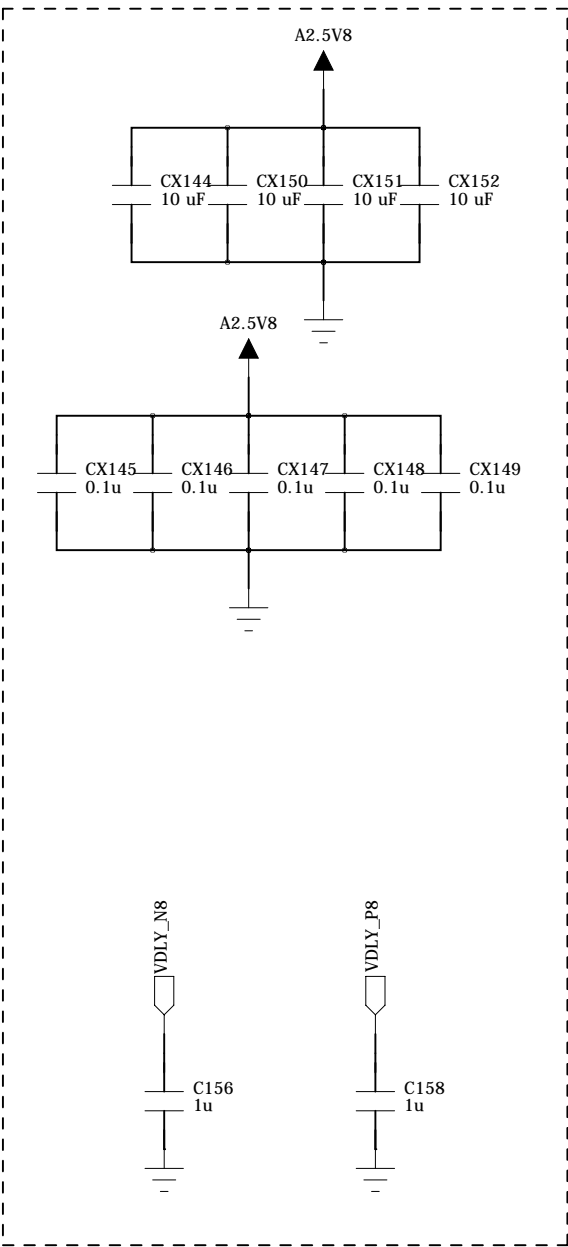 A2.5V8
CX144 CX150 CX151 CX152
10 uF 10 uF 10 uF 10 uF
A2.5V8
CX145 CX146 CX147 CX148 CX149
0.1u 0.1u 0.1u 0.1u 0.1u
VDLY_N8
VDLY_P8
C156 C158
1u 1u